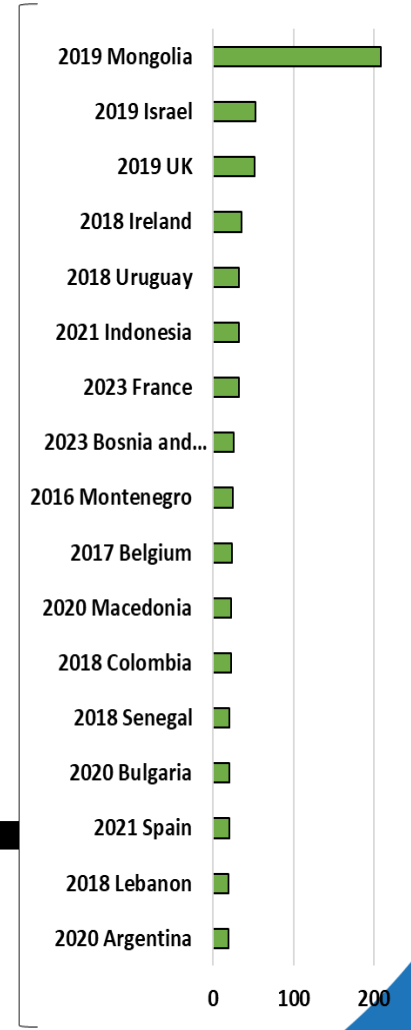 2019 Mongolia
2019 Israel
2019 UK
2018 Ireland
2018 Uruguay
2021 Indonesia
2023 France
2023 Bosnia and...
2016 Montenegro
2017 Belgium
2020 Macedonia
2018 Colombia
2018 Senegal
2020 Bulgaria
2021 Spain
2018 Lebanon
2020 Argentina
0 100 200